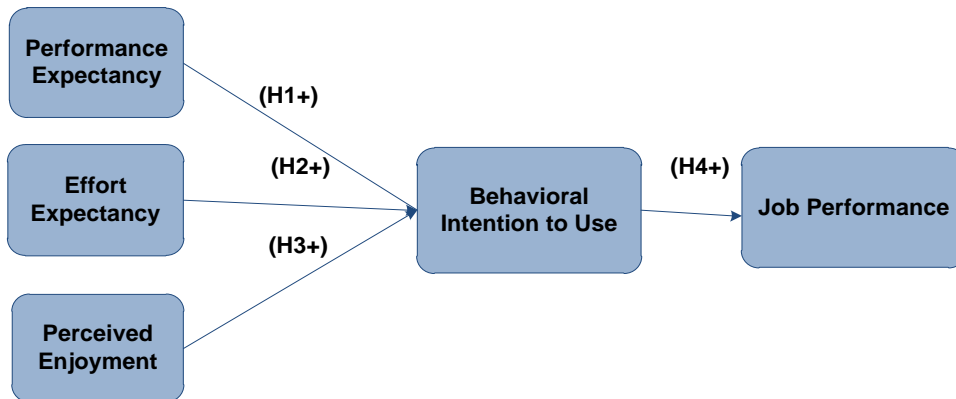 Performance
Expectancy
(H1+)
Effort
Expectancy
(H2+)
Perceived
Enjoyment
(H3+)
Behavioral
Intention to Use
(H4+)
Job Performance